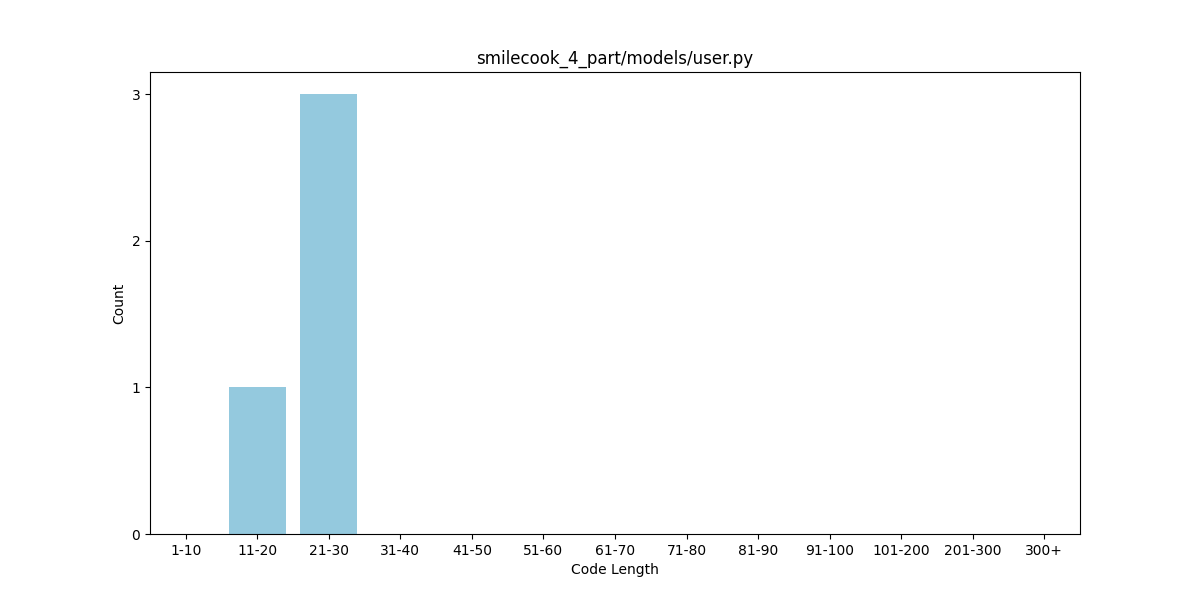 smilecook_4_part/models/user.py
3
2
1
0
Count
1-10 11-20 21-30 31-40 41-50 51-60 61-70 71-80 81-90 91-100 101-200 201-300 300+
Code Length